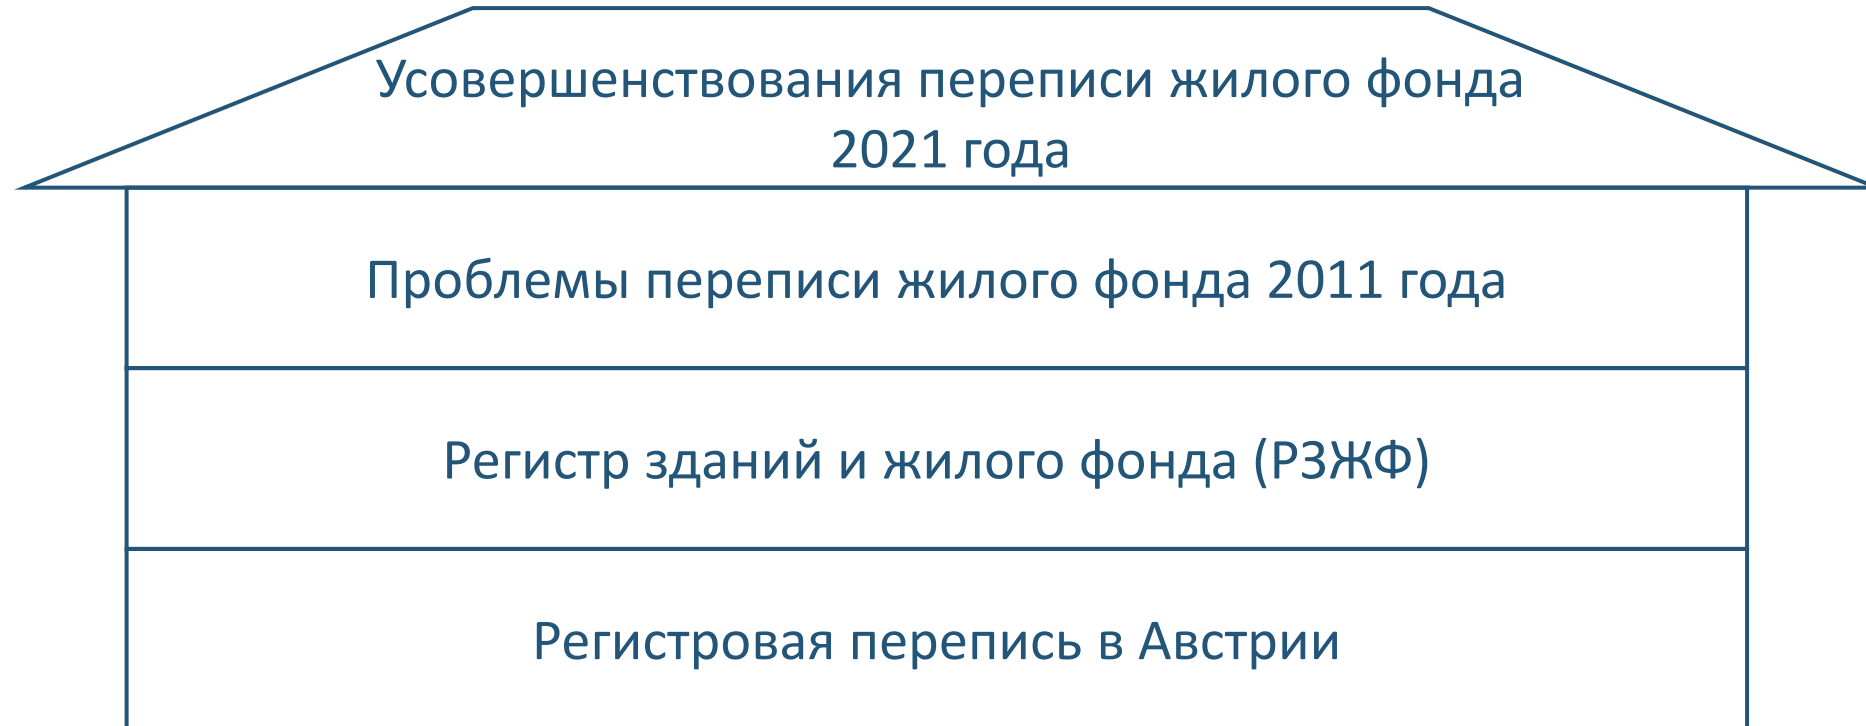 Усовершенствования переписи жилого фонда
2021 года
Проблемы переписи жилого фонда 2011 года
Регистр зданий и жилого фонда (РЗЖФ)
Регистровая перепись в Австрии